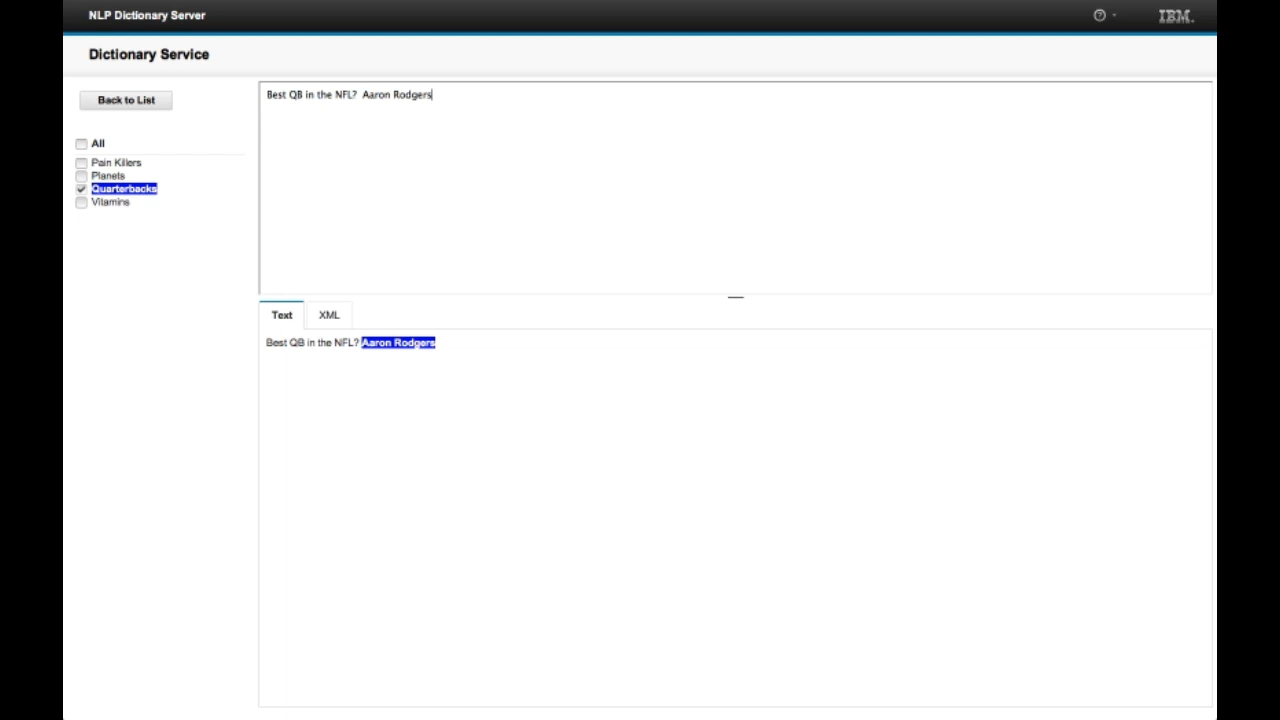 NLP Dictionary Server
IBM.
Dictionary Service
Back to List
All
Pain Killers
Planets
Quarterbacks
Vitamins
Best QB in the NFL?  Aaron Rodgers
Text
XML
Best QB in the NFL? Aaron Rodgers